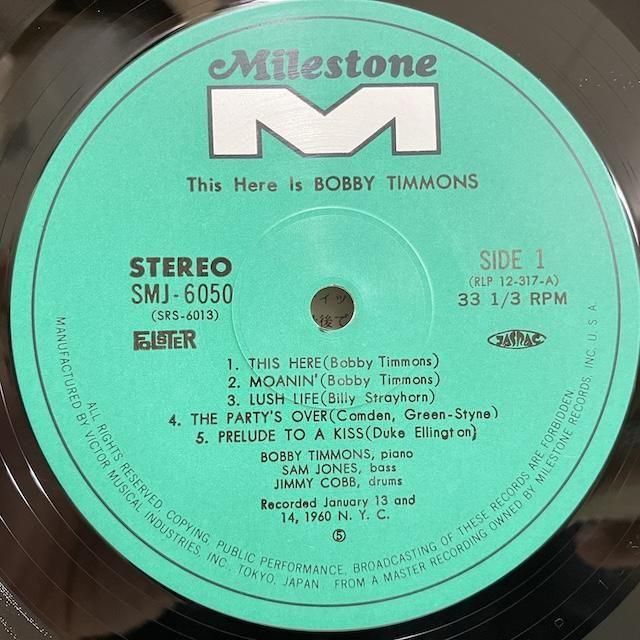 Milestone
M
This Here Is BOBBY TIMMONS
STEREO
SMJ-6050
(SRS-6013)
SIDE 1
(RLP 12-317-A)
33 1/3 RPM
JASRAC
1. THIS HERE(Bobby Timmons)
2. MOANIN'(Bobby Timmons)
3. LUSH LIFE(Billy Strayhorn)
4. THE PARTY'S OVER(Comden, Green-Styne)
5. PRELUDE TO A KISS(Duke Ellington)
BOBBY TIMMONS, piano
SAM JONES, bass
JIMMY COBB, drums
Recorded January 13 and
14, 1960 N. Y. C.
⑤
ALL RIGHTS RESERVED, COPYING, PUBLIC PERFORMANCE, BROADCASTING OF THESE RECORDS ARE FORBIDDEN.
MANUFACTURED BY VICTOR MUSICAL INDUSTRIES, INC., TOKYO, JAPAN FROM A MASTER RECORDING OWNED BY MILESTONE RECORDS, INC. U. S. A.